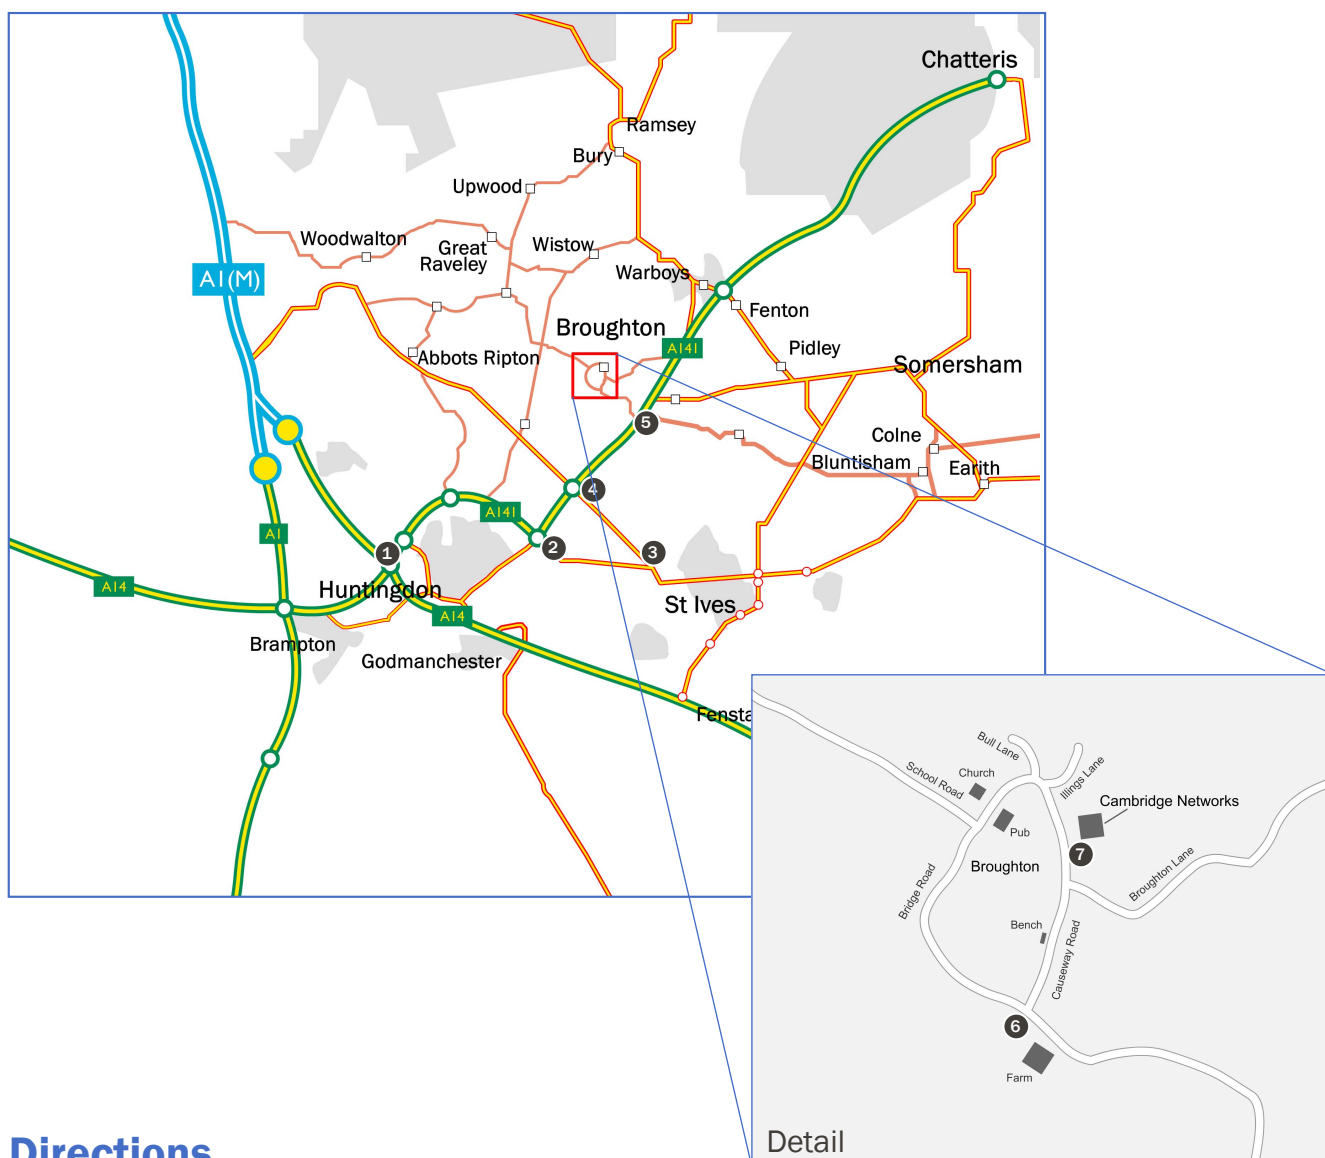 Chatteris
Ramsey
Bury
Upwood
Woodwalton
Great
Raveley
Wistow
A1(M)
Warboys
Fenton
Broughton
A141
Pidley
Abbots Ripton
Somersham
5
Colne
Bluntisham
Earith
4
A141
A1
1
2
3
A14
Huntingdon
St Ives
A14
Brampton
Godmanchester
Fensta
Bull Lane
School Road
Church
Illings Lane
Cambridge Networks
Pub
7
Broughton
Broughton Lane
Bridge Road
Bench
Causeway Road
6
Farm
Detail
Directions